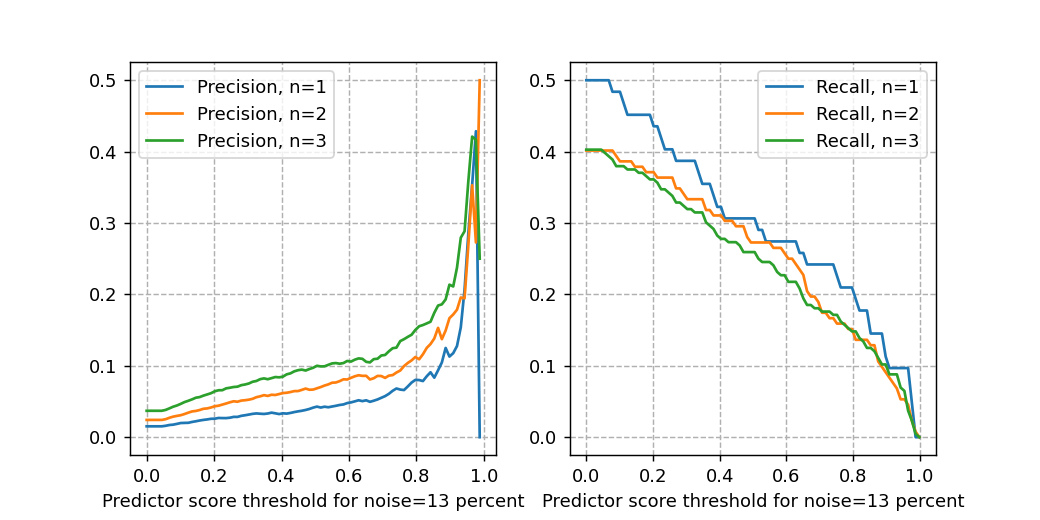 0.5
0.4
0.3
0.2
0.1
0.0
Precision, n=1
Precision, n=2
Precision, n=3
0.0 0.2 0.4 0.6 0.8 1.0
Predictor score threshold for noise=13 percent
0.5
0.4
0.3
0.2
0.1
0.0
Recall, n=1
Recall, n=2
Recall, n=3
0.0 0.2 0.4 0.6 0.8 1.0
Predictor score threshold for noise=13 percent